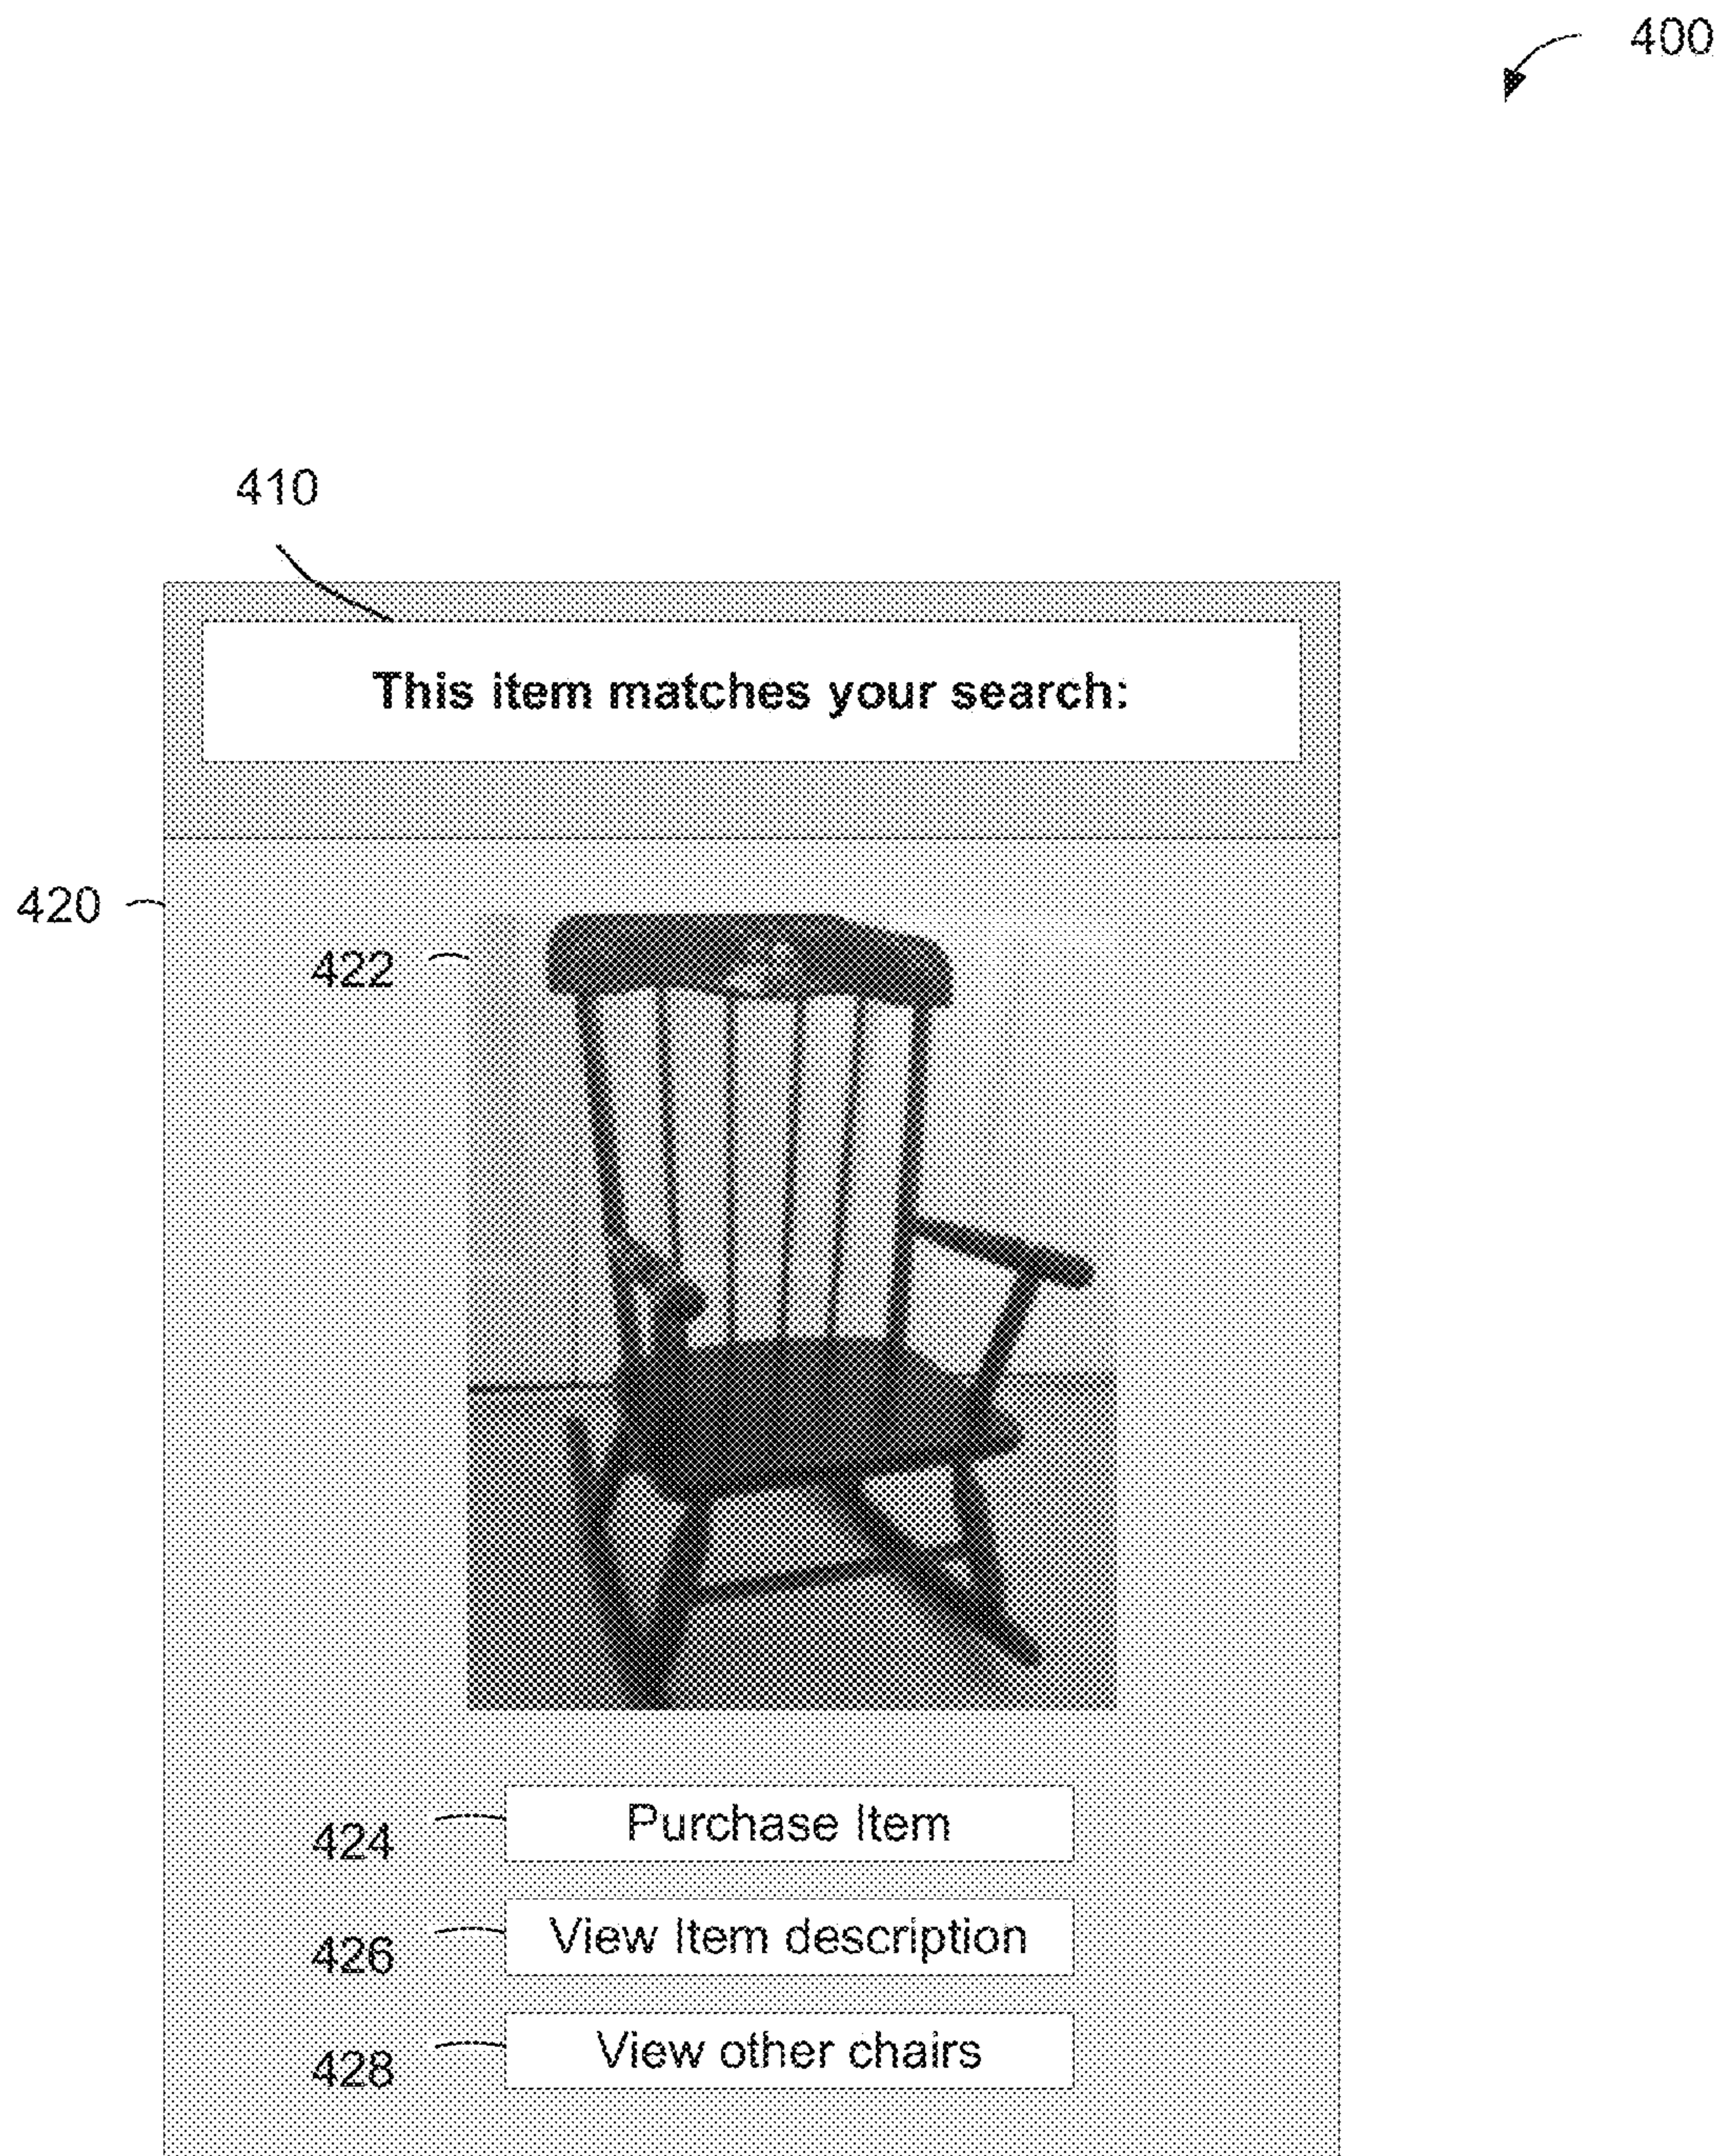 400
410
This item matches your search:
420
422
424
Purchase Item
426
View Item description
428
View other chairs